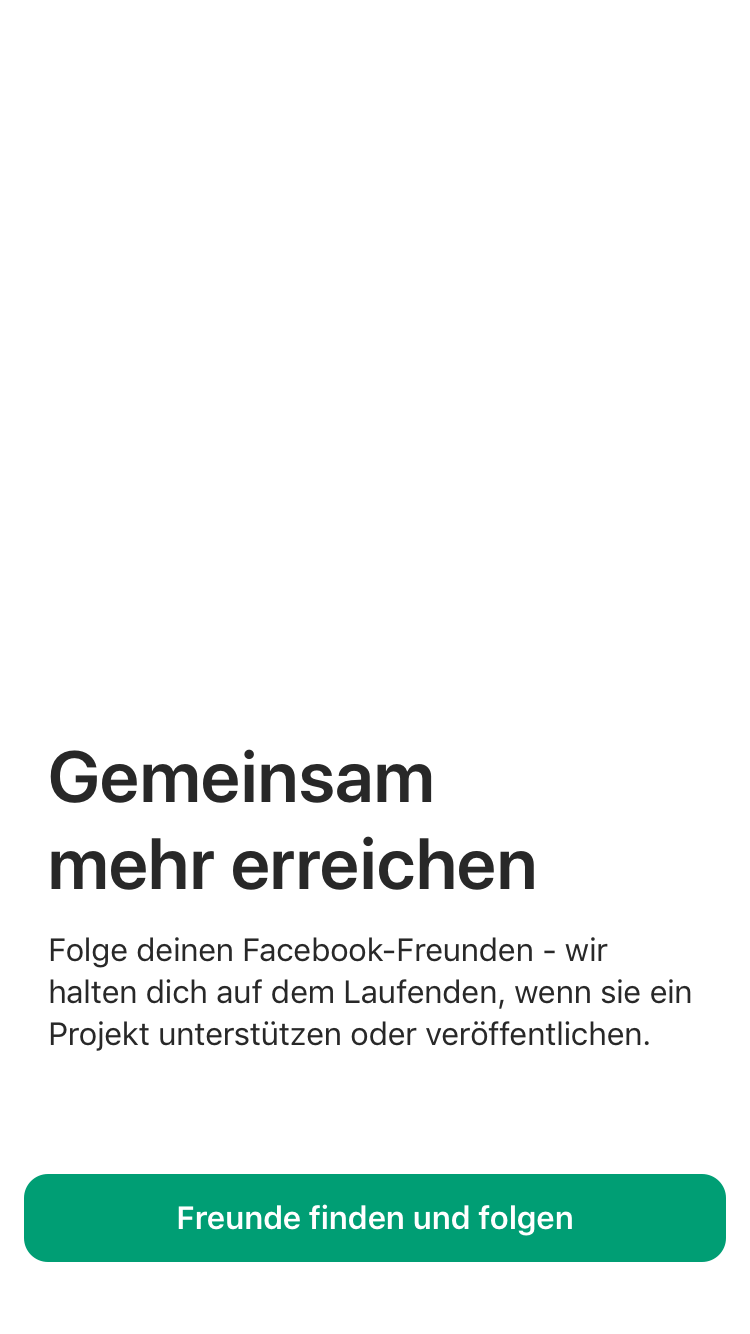 Gemeinsam
mehr erreichen
Folge deinen Facebook-Freunden - wir
halten dich auf dem Laufenden, wenn sie ein
Projekt unterstützen oder veröffentlichen.
Freunde finden und folgen